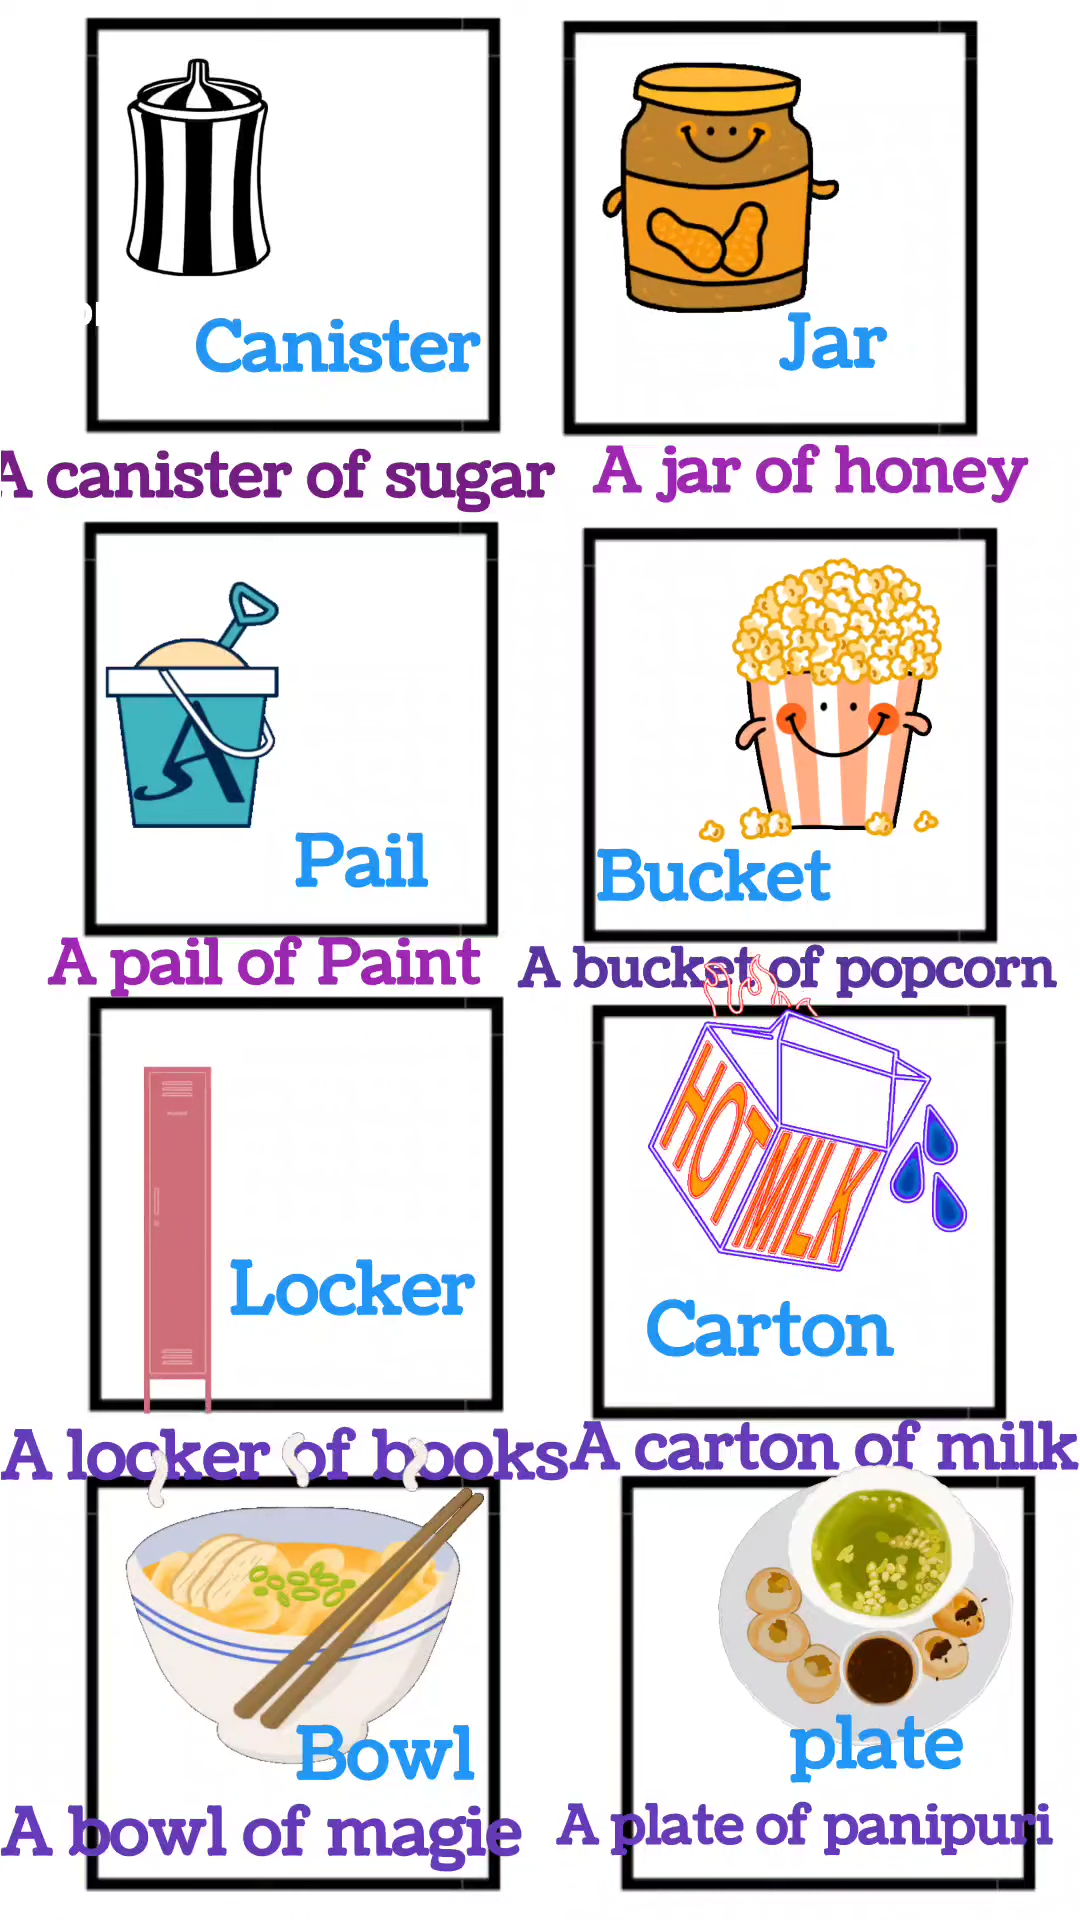 Canister
Jar
A canister of sugar
A jar of honey
A
Pail
Bucket
A pail of Paint
A bucket of popcorn
HOT MILK
Locker
Carton
A locker of books
A carton of milk
Bowl
plate
A bowl of magie
A plate of panipuri